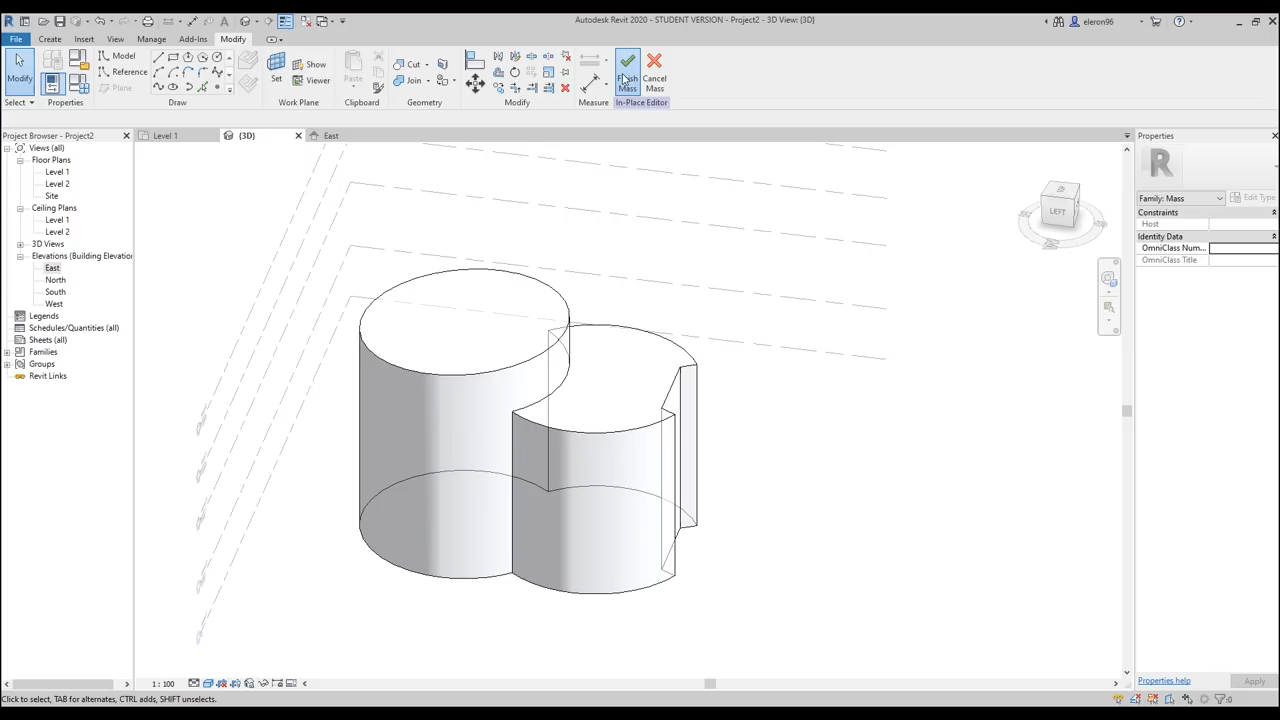 Autodesk Revit 2020 - STUDENT VERSION - Project2 - 3D View: {3D}
eleron96
File Create Insert View Manage Add-Ins Modify
Modify
Model
Reference
Plane
Set
Show
Viewer
Paste
Cut
Join
Finish Mass
Cancel Mass
Select Properties Draw Work Plane Clipboard Geometry Modify Measure In-Place Editor
Project Browser - Project2
Level 1
{3D}
East
Properties
Views (all)
Floor Plans
Level 1
Level 2
Site
Ceiling Plans
Level 1
Level 2
3D Views
Elevations (Building Elevation
East
North
South
West
Legends
Schedules/Quantities (all)
Sheets (all)
Families
Groups
Revit Links
LEFT
Family: Mass
Edit Type
Constraints
Host
Identity Data
OmniClass Num...
OmniClass Title
1 : 100
Properties help
Apply
Click to select, TAB for alternates, CTRL adds, SHIFT unselects.
:0